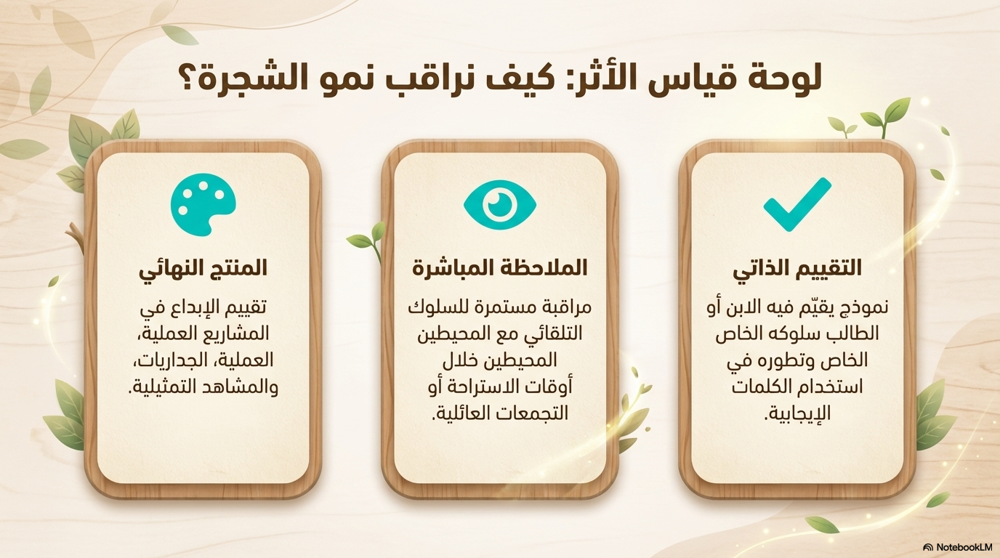 لوحة قياس الأثر: كيف نراقب نمو الشجرة؟
التقييم الذاتي
نموذج يقيّم فيه الابن أو
الطالب سلوكه الخاص
الخاص وتطوره في
استخدام الكلمات
الإيجابية.
الملاحظة المباشرة
مراقبة مستمرة للسلوك
التلقائي مع المحيطين
المحيطين خلال
أوقات الاستراحة أو
التجمعات العائلية.
المنتج النهائي
تقييم الإبداع في
المشاريع العملية،
العملية، الجداريات،
والمشاهد التمثيلية.
NotebookLM